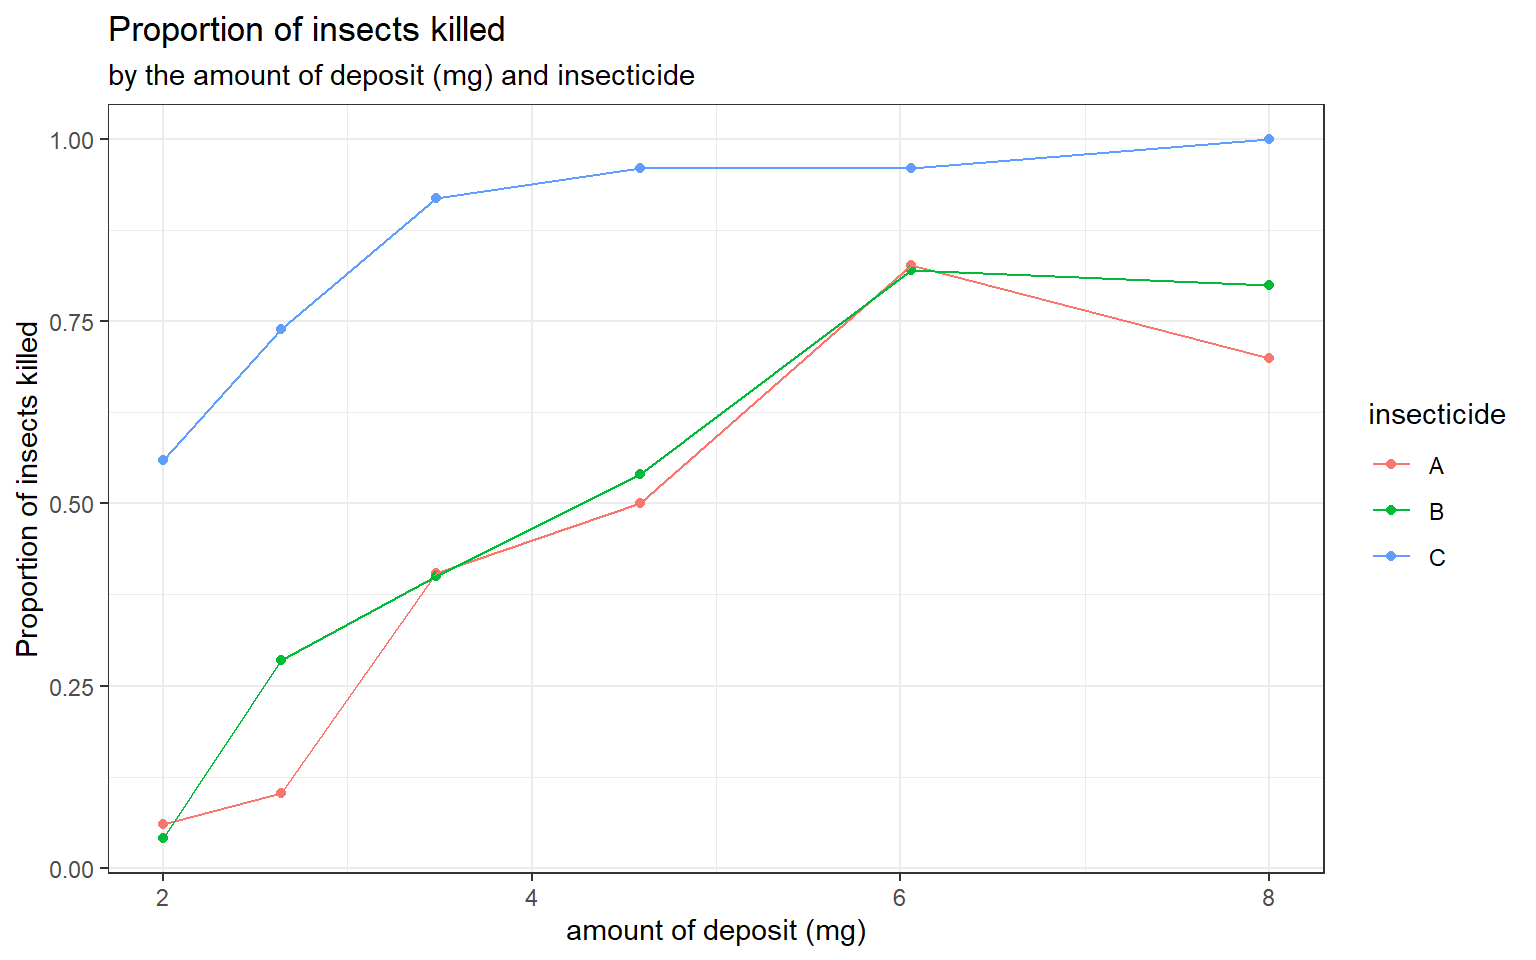 Proportion of insects killed
by the amount of deposit (mg) and insecticide
Proportion of insects killed
1.00
0.75
0.50
0.25
0.00
2 4 6 8
amount of deposit (mg)
insecticide
A
B
C